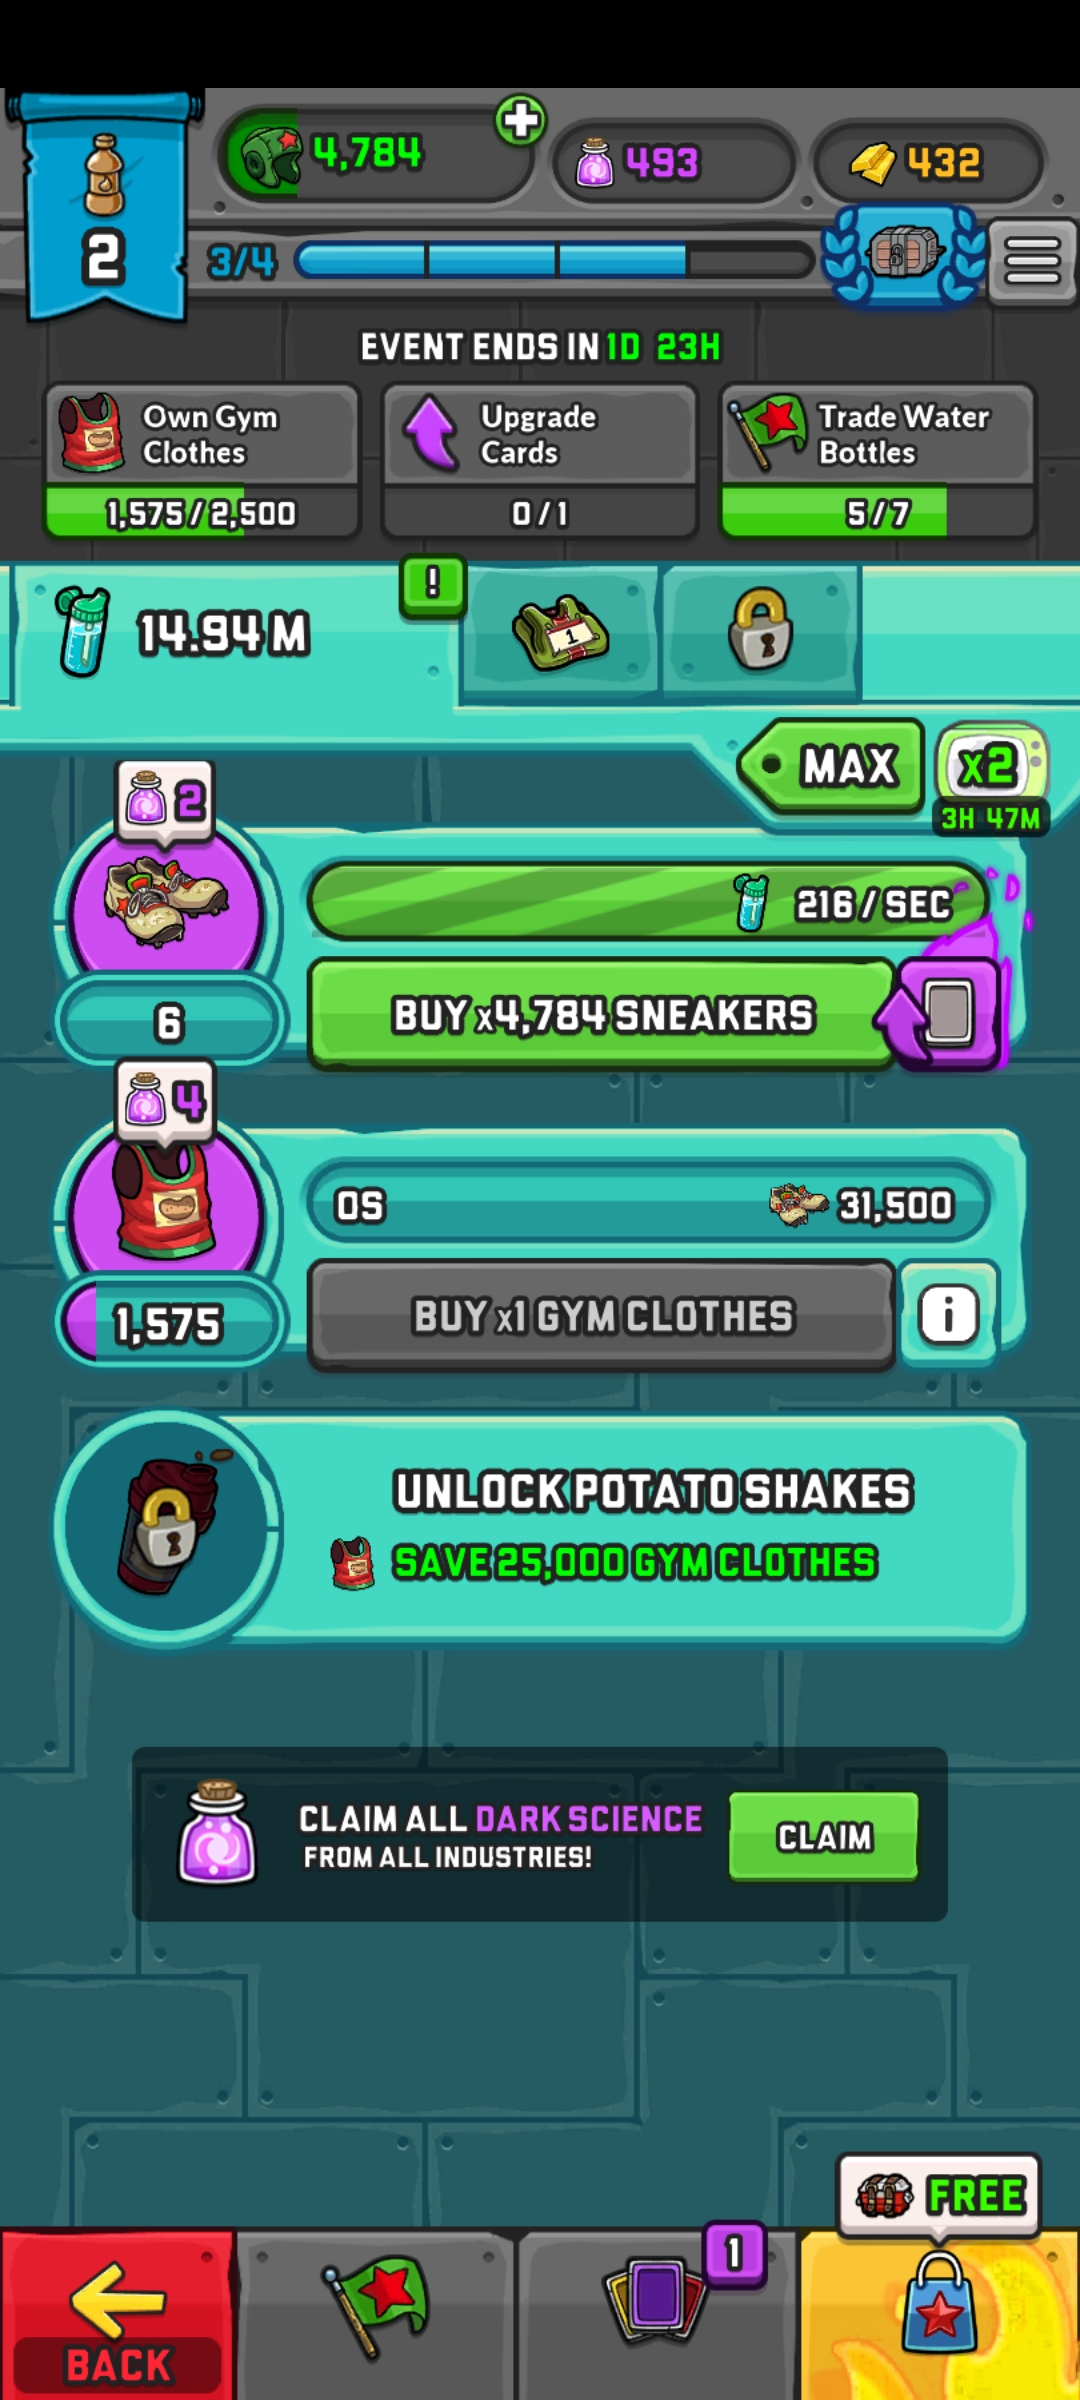 4,784
493
432
2
3/4
EVENT ENDS IN 1D 23H
Own Gym
Clothes
1,575/2,500
Upgrade
Cards
0/1
Trade Water
Bottles
5/7
14.94 M
!
1
MAX
x2
3H 47M
2
216/SEC
6
BUY x4,784 SNEAKERS
4
0S
31,500
1,575
BUY x1 GYM CLOTHES
i
UNLOCK POTATO SHAKES
SAVE 25,000 GYM CLOTHES
CLAIM ALL DARK SCIENCE
FROM ALL INDUSTRIES!
CLAIM
FREE
1
BACK